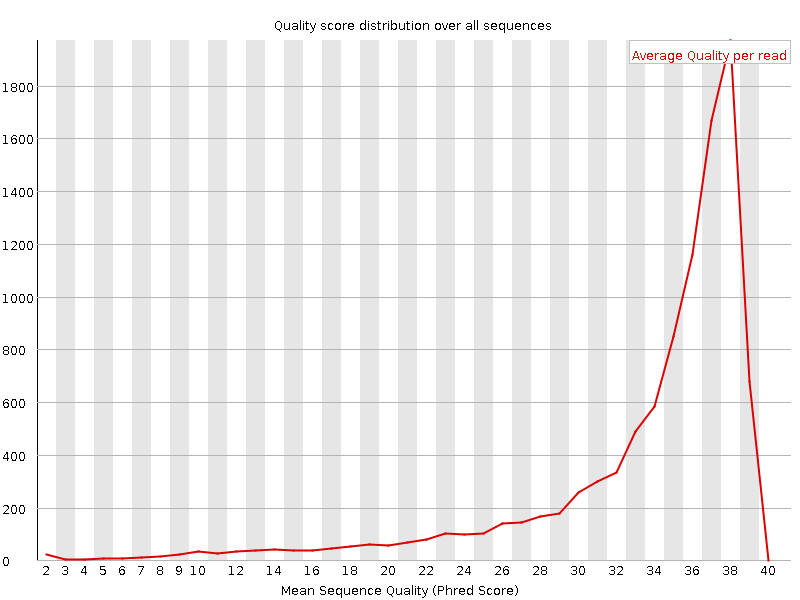 Quality score distribution over all sequences
Average Quality per read
1800
1600
1400
1200
1000
800
600
400
200
0
2 3 4 5 6 7 8 9 10 12 14 16 18 20 22 24 26 28 30 32 34 36 38 40
Mean Sequence Quality (Phred Score)